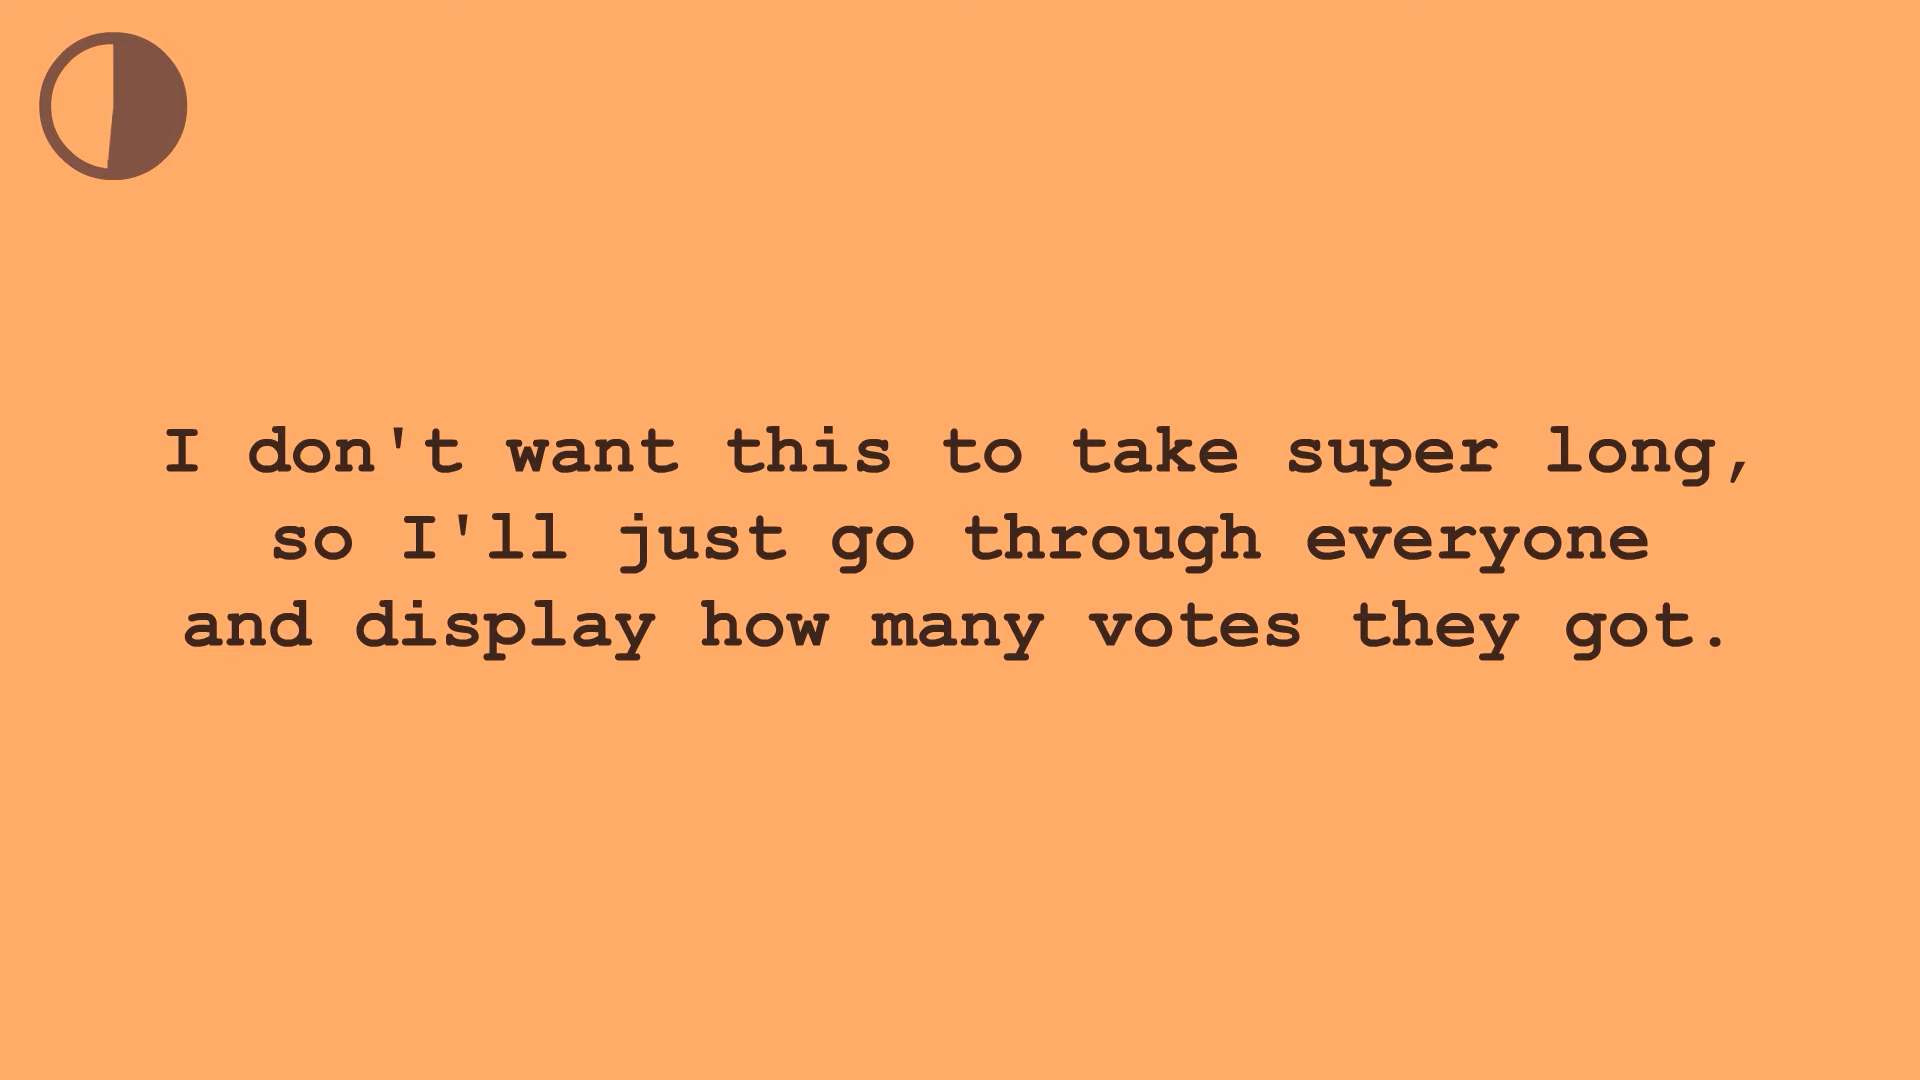 I don't want this to take super long,
so I'll just go through everyone
and display how many votes they got.